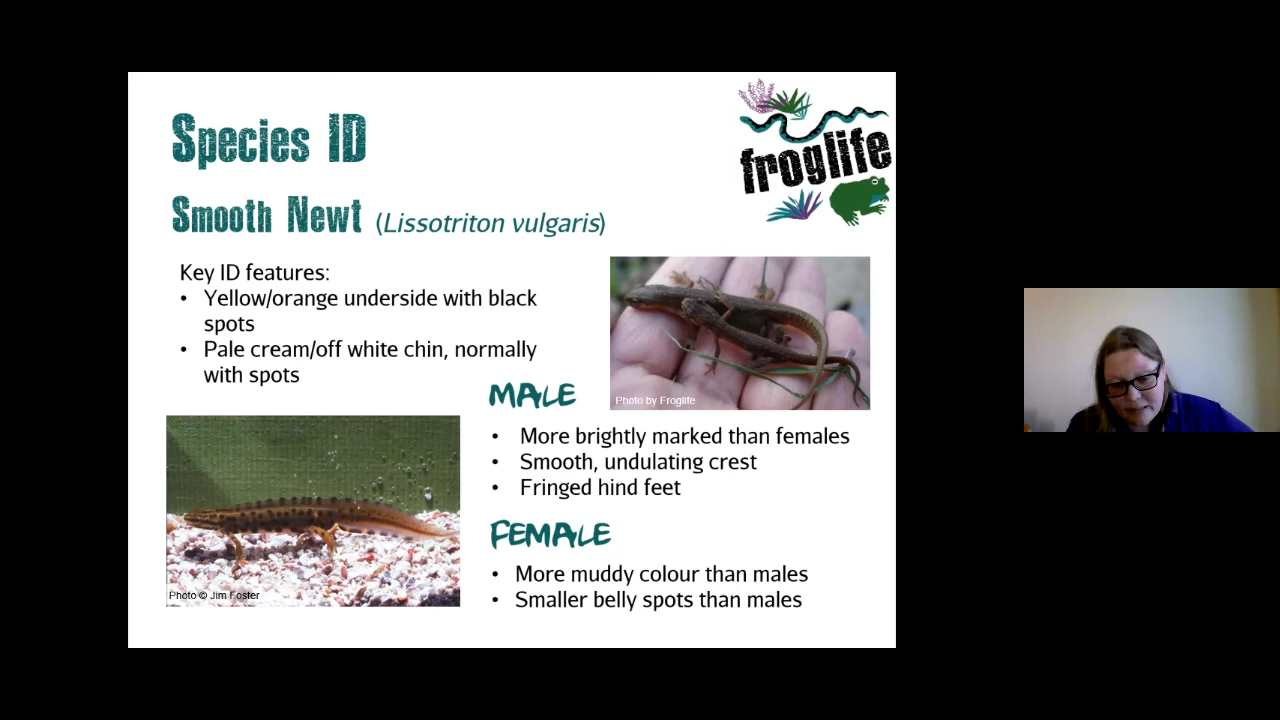 Species ID
froglife
Smooth Newt (Lissotriton vulgaris)
Key ID features:
• Yellow/orange underside with black
spots
• Pale cream/off white chin, normally
with spots
Photo by Froglife
MALE
• More brightly marked than females
• Smooth, undulating crest
• Fringed hind feet
FEMALE
• More muddy colour than males
• Smaller belly spots than males
Photo © Jim Foster